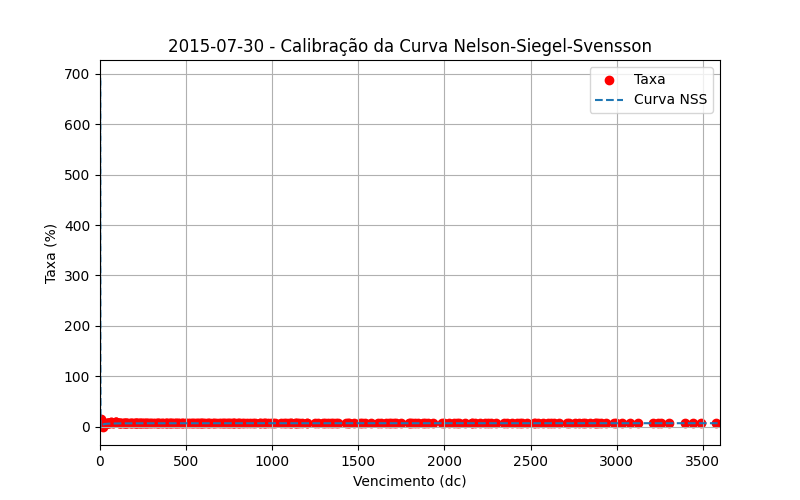 2015-07-30 - Calibração da Curva Nelson-Siegel-Svensson
Taxa
Curva NSS
Taxa (%)
700
600
500
400
300
200
100
0
0 500 1000 1500 2000 2500 3000 3500
Vencimento (dc)